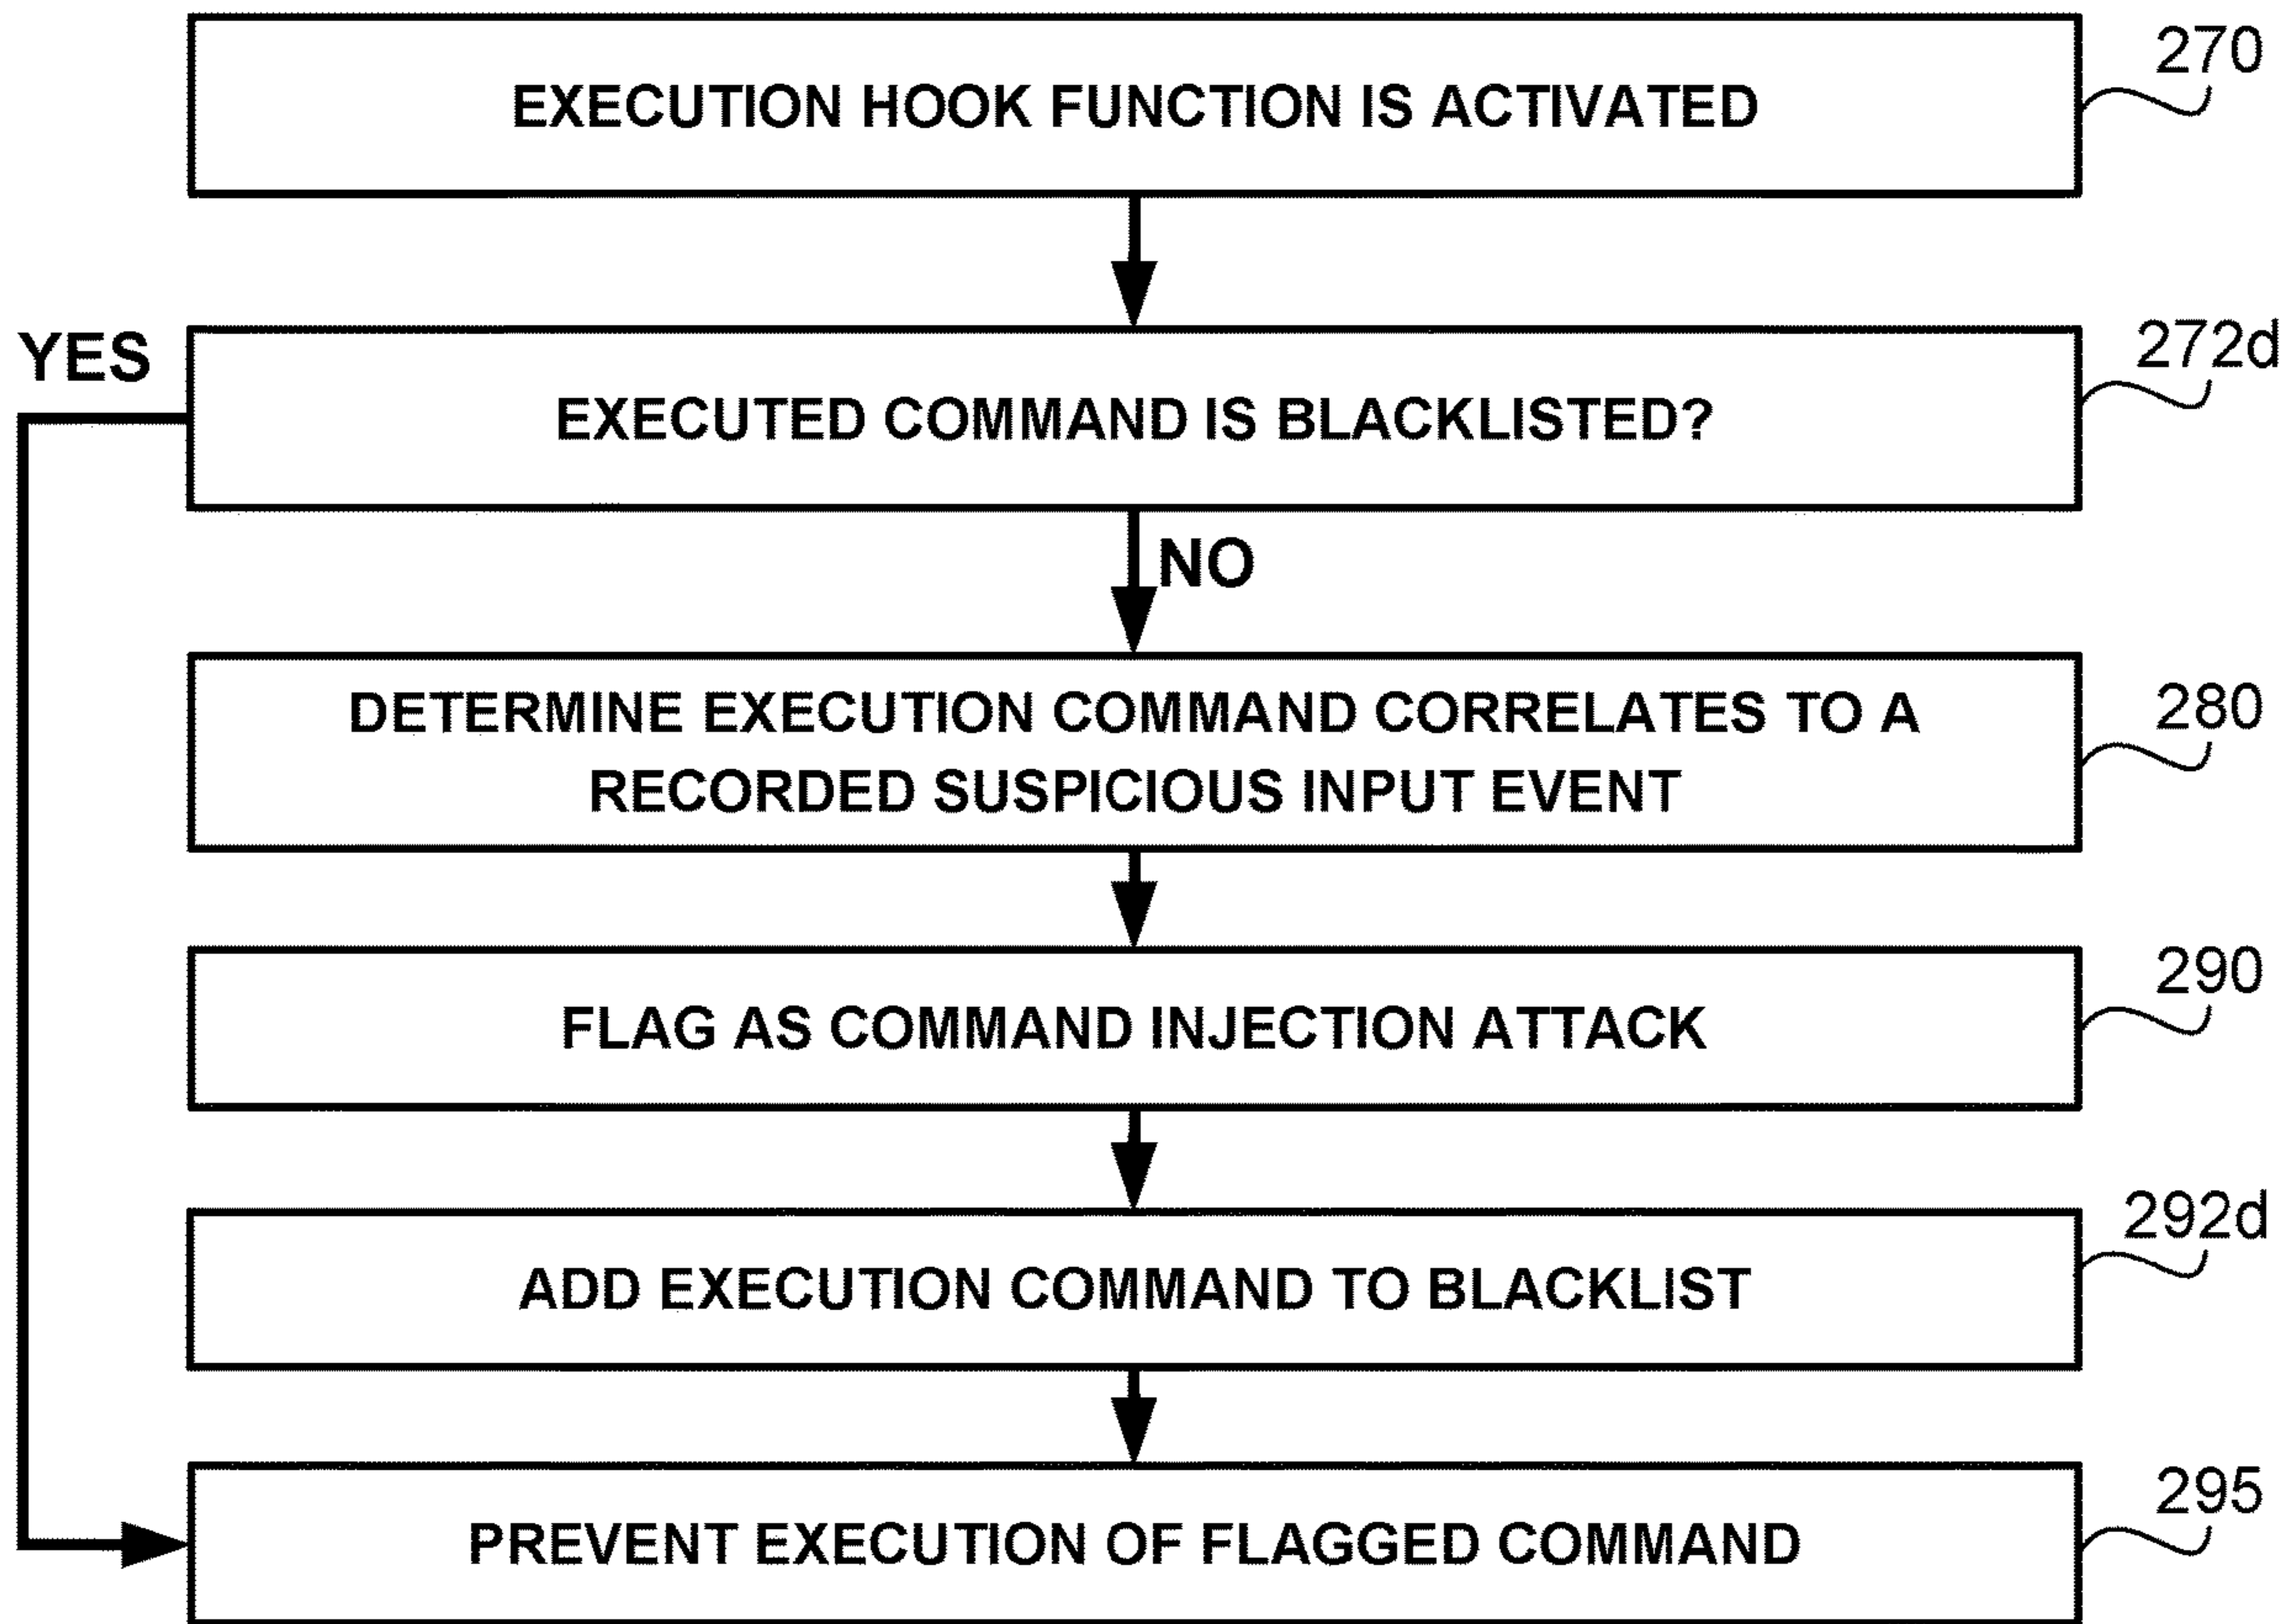 EXECUTION HOOK FUNCTION IS ACTIVATED
270
YES
EXECUTED COMMAND IS BLACKLISTED?
272d
NO
DETERMINE EXECUTION COMMAND CORRELATES TO A
RECORDED SUSPICIOUS INPUT EVENT
280
FLAG AS COMMAND INJECTION ATTACK
290
ADD EXECUTION COMMAND TO BLACKLIST
292d
PREVENT EXECUTION OF FLAGGED COMMAND
295